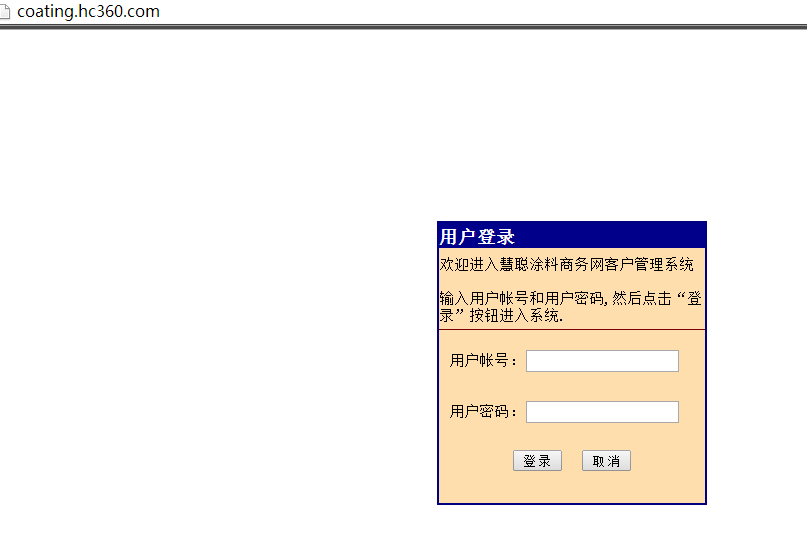 coating.hc360.com
用户登录
欢迎进入慧聪涂料商务网客户管理系统
输入用户帐号和用户密码, 然后点击“登
录”按钮进入系统.
用户帐号：
用户密码：
登录 取消